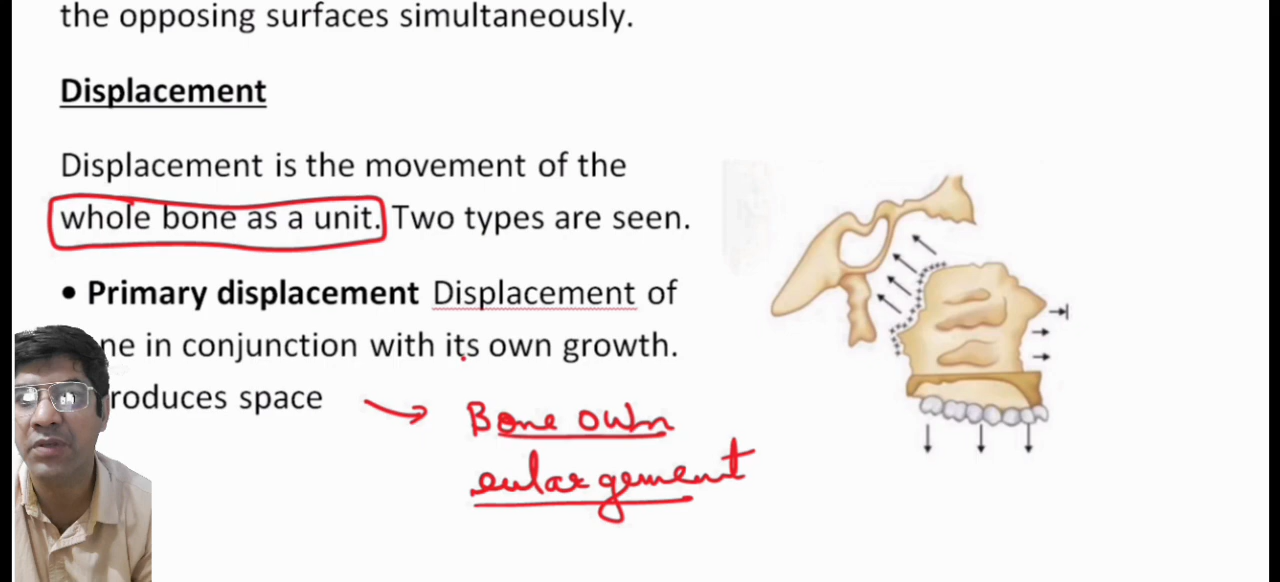 the opposing surfaces simultaneously.
Displacement
Displacement is the movement of the
whole bone as a unit. Two types are seen.
• Primary displacement Displacement of
ne in conjunction with its own growth.
roduces space
Bone own
enlargement